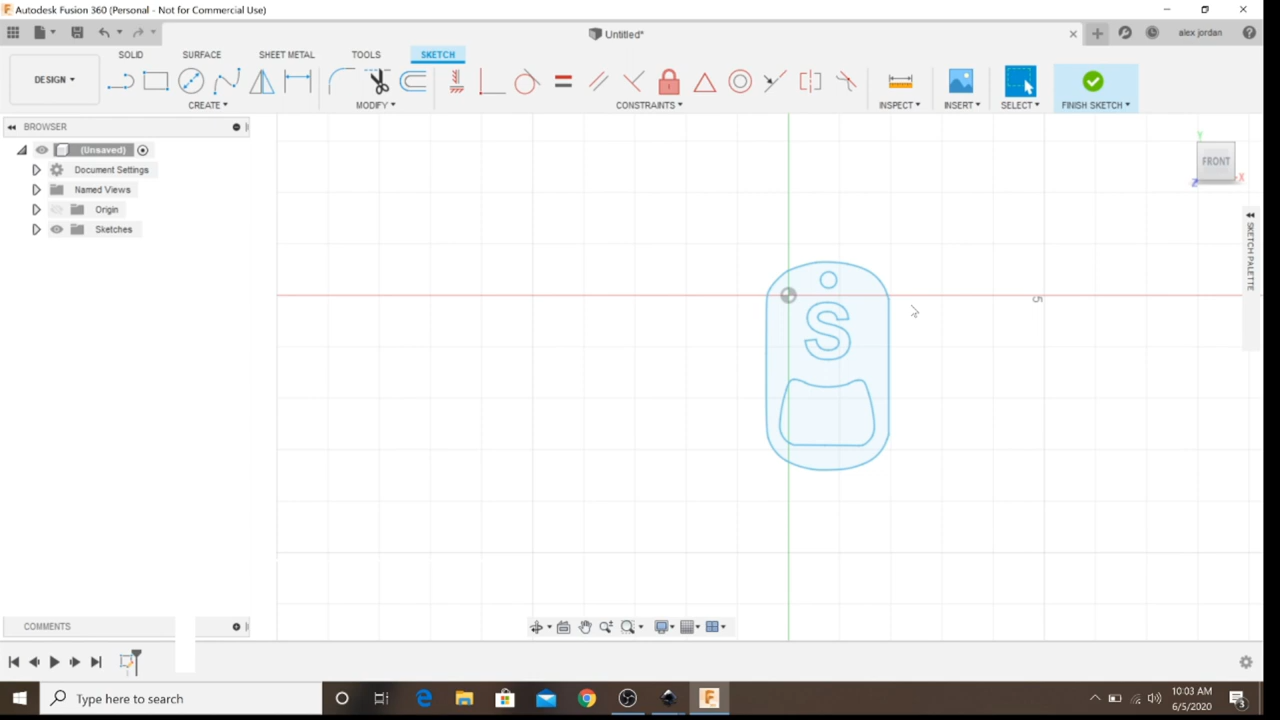 Autodesk Fusion 360 (Personal - Not for Commercial Use)
Untitled*
alex jordan
SOLID SURFACE SHEET METAL TOOLS SKETCH
DESIGN
CREATE MODIFY CONSTRAINTS INSPECT INSERT SELECT FINISH SKETCH
BROWSER
(Unsaved)
Document Settings
Named Views
Origin
Sketches
Y
FRONT
X
Z
SKETCH PALETTE
5
S
COMMENTS
Type here to search
F
10:03 AM
6/5/2020
3